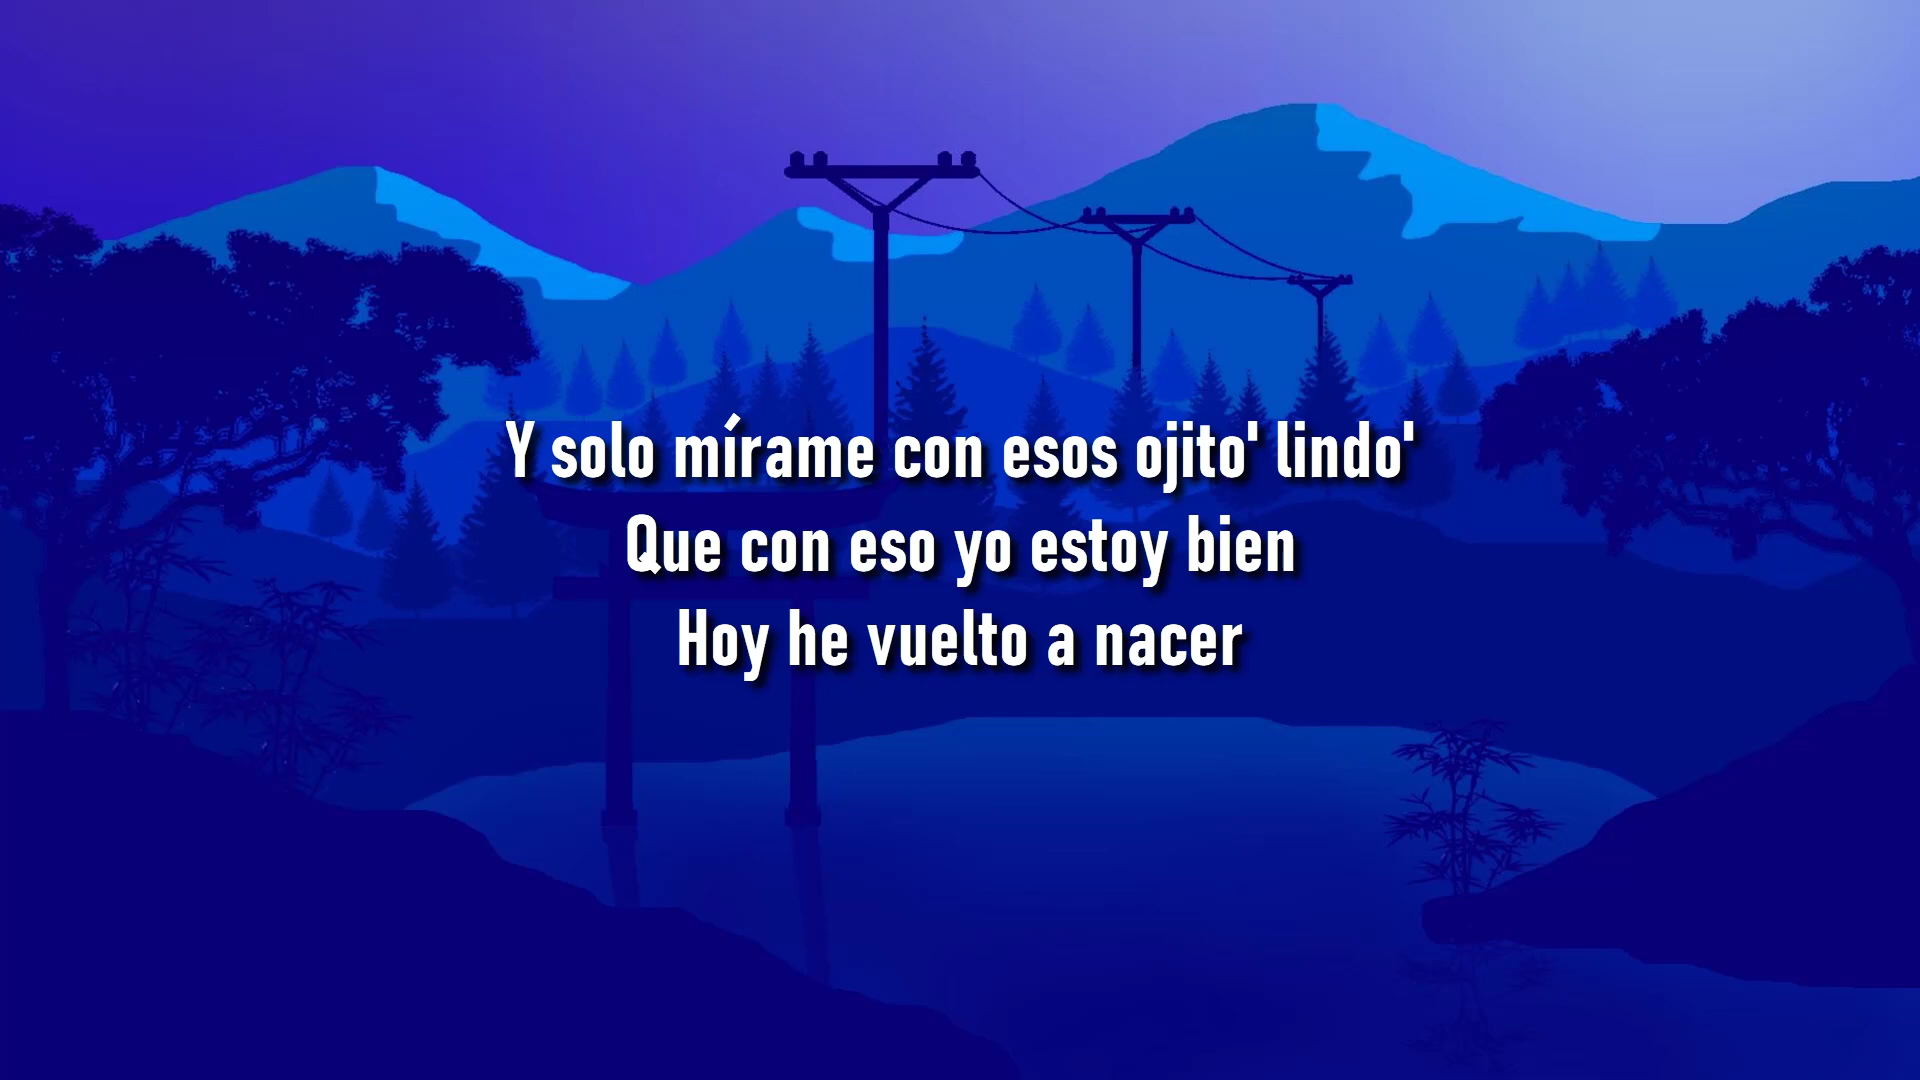 Y solo mírame con esos ojito' lindo'
Que con eso yo estoy bien
Hoy he vuelto a nacer